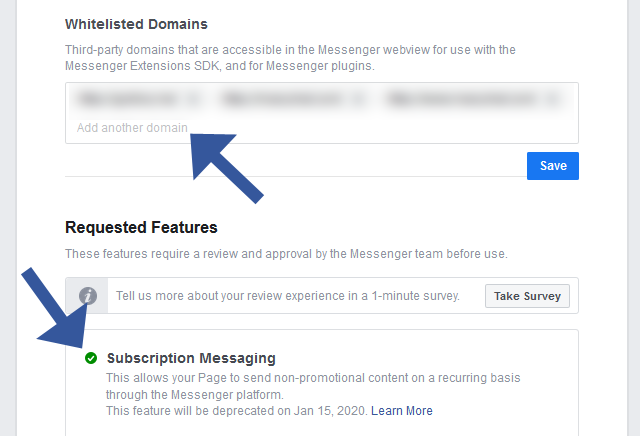 Whitelisted Domains
Third-party domains that are accessible in the Messenger webview for use with the
Messenger Extensions SDK, and for Messenger plugins.
Add another domain
Save
Requested Features
These features require a review and approval by the Messenger team before use.
Tell us more about your review experience in a 1-minute survey.
Take Survey
Subscription Messaging
This allows your Page to send non-promotional content on a recurring basis
through the Messenger platform.
This feature will be deprecated on Jan 15, 2020. Learn More